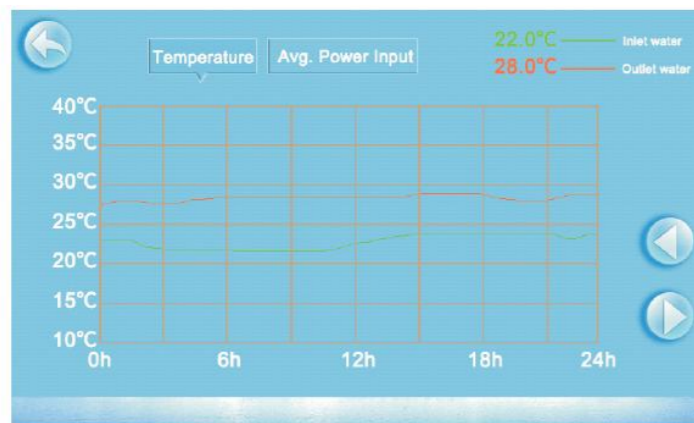 22.0°C Inlet water
Temperature Avg. Power Input
28.0°C Outlet water
40°C
35°C
30°C
25°C
20°C
15°C
10°C
0h 6h 12h 18h 24h